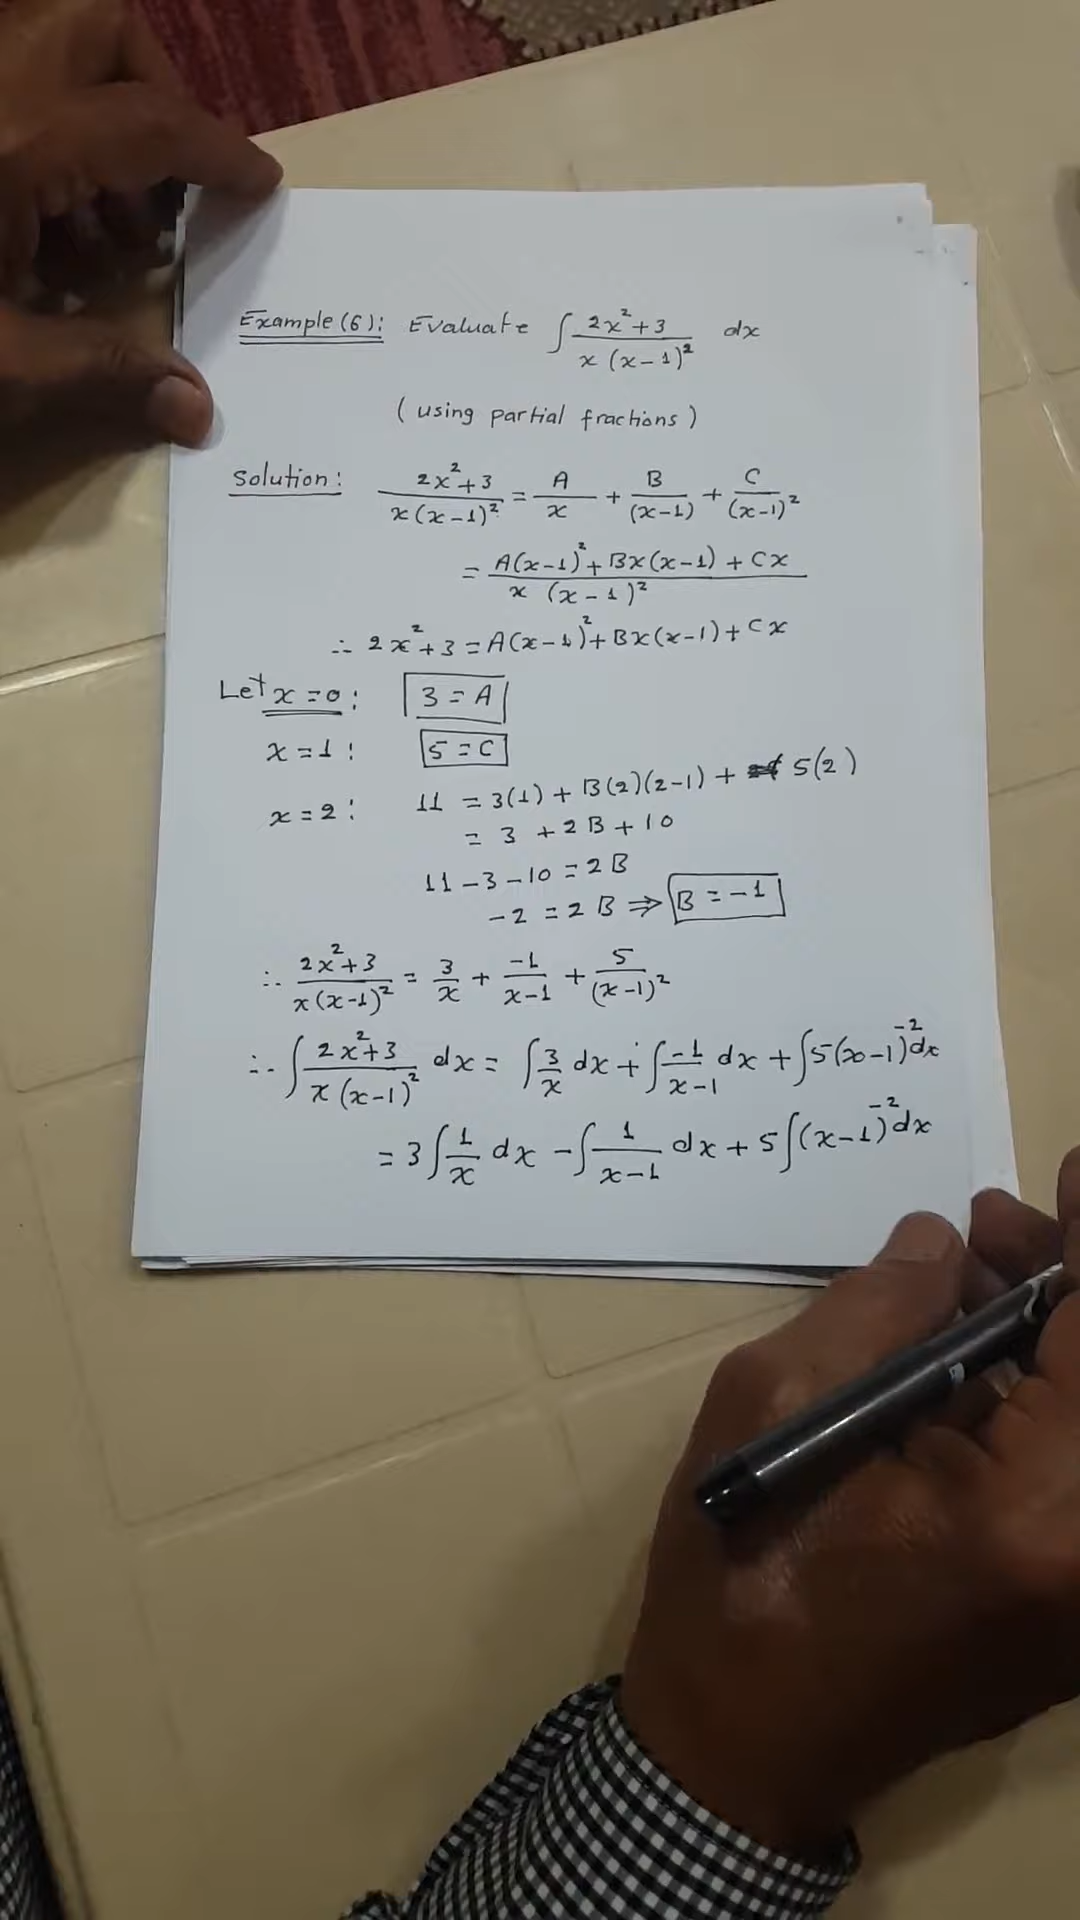 Example (6): Evaluate ∫ (2x²+3)/(x (x-1)²) dx
(using partial fractions)
Solution: (2x²+3)/(x(x-1)²) = A/x + B/(x-1) + C/(x-1)²
= (A(x-1)² + Bx(x-1) + Cx)/(x (x-1)²)
∴ 2x²+3 = A(x-1)² + Bx(x-1) + Cx
Let x=0: 3 = A
x=1: 5 = C
x=2: 11 = 3(1) + B(2)(2-1) + 5(2)
= 3 + 2B + 10
11 - 3 - 10 = 2B
-2 = 2B ⇒ B = -1
∴ (2x²+3)/(x(x-1)²) = 3/x + -1/(x-1) + 5/(x-1)²
∴ ∫ (2x²+3)/(x(x-1)²) dx = ∫ 3/x dx + ∫ -1/(x-1) dx + ∫ 5(x-1)⁻² dx
= 3 ∫ 1/x dx - ∫ 1/(x-1) dx + 5 ∫ (x-1)⁻² dx